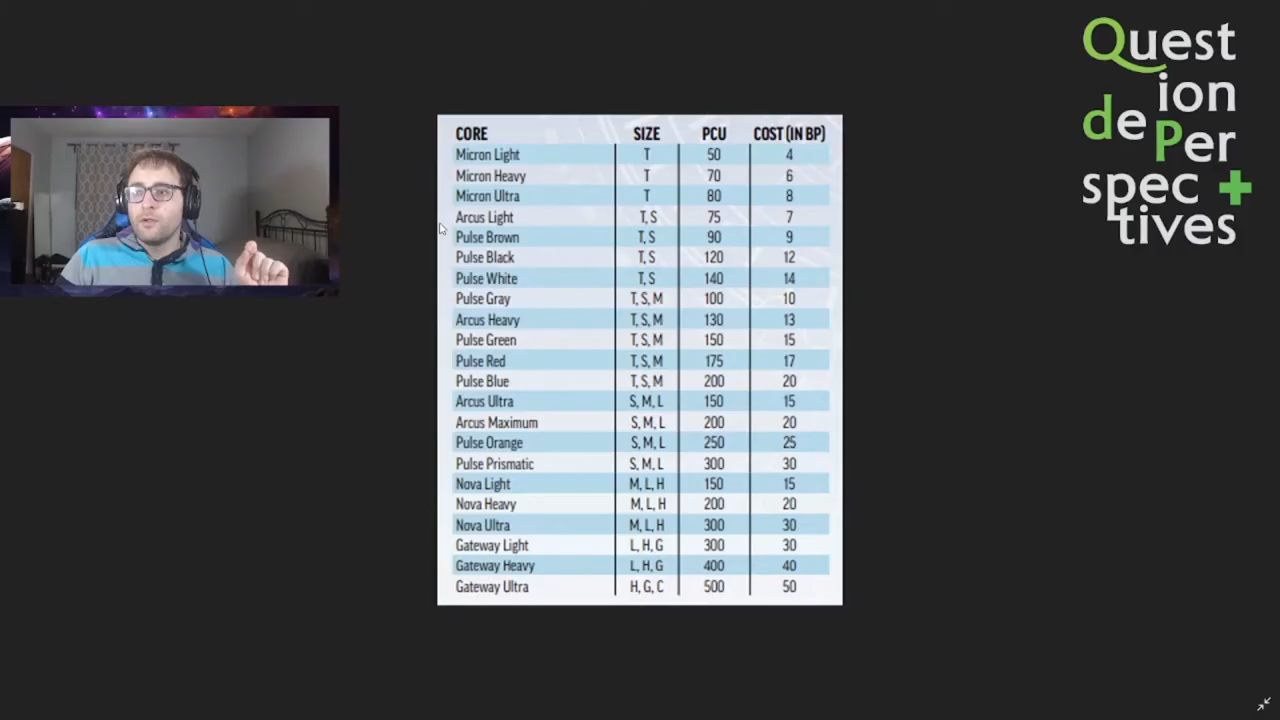 Quest
ion
de Per
spec +
tives
CORE SIZE PCU COST (IN BP)
Micron Light T 50 4
Micron Heavy T 70 6
Micron Ultra T 80 8
Arcus Light T, S 75 7
Pulse Brown T, S 90 9
Pulse Black T, S 120 12
Pulse White T, S 140 14
Pulse Gray T, S, M 100 10
Arcus Heavy T, S, M 130 13
Pulse Green T, S, M 150 15
Pulse Red T, S, M 175 17
Pulse Blue T, S, M 200 20
Arcus Ultra S, M, L 150 15
Arcus Maximum S, M, L 200 20
Pulse Orange S, M, L 250 25
Pulse Prismatic S, M, L 300 30
Nova Light M, L, H 150 15
Nova Heavy M, L, H 200 20
Nova Ultra M, L, H 300 30
Gateway Light L, H, G 300 30
Gateway Heavy L, H, G 400 40
Gateway Ultra H, G, C 500 50